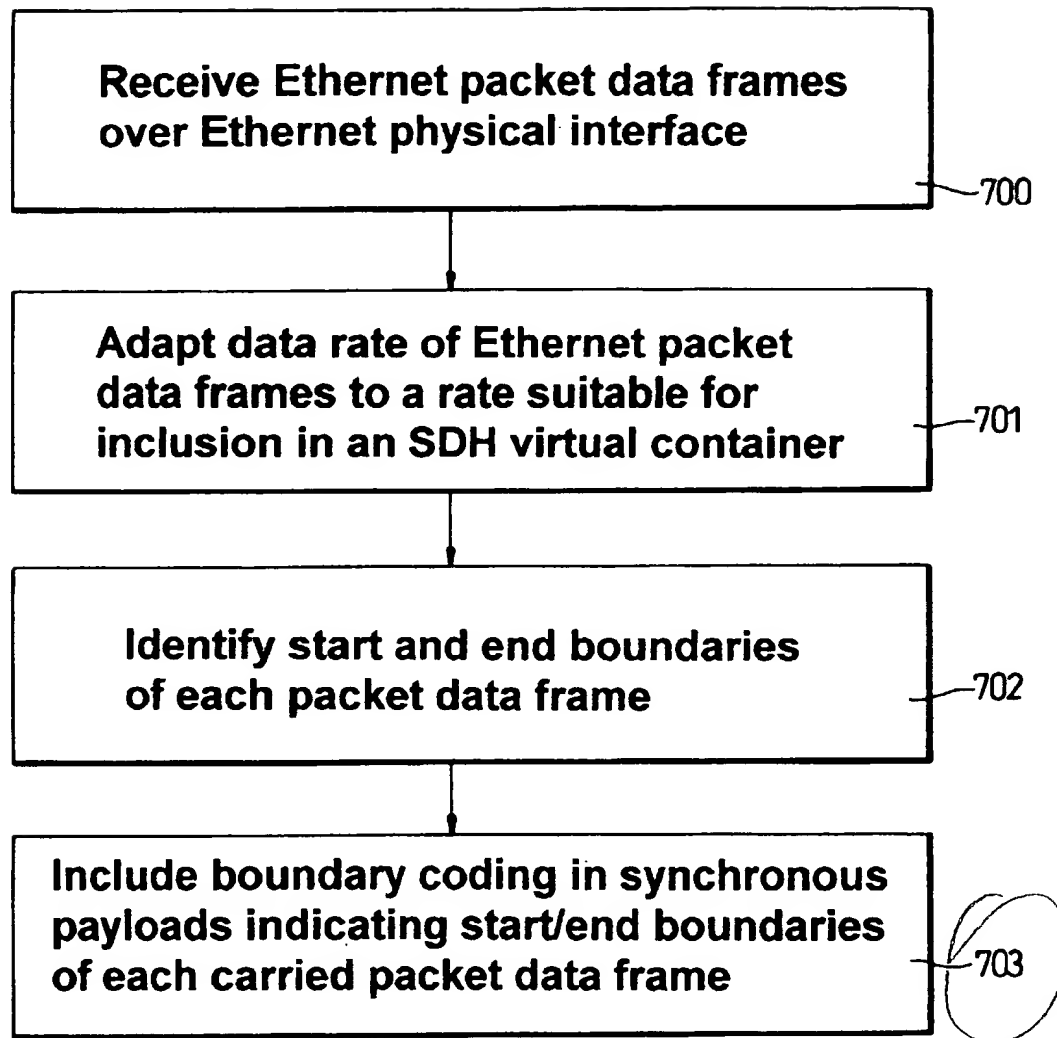 Receive Ethernet packet data frames
over Ethernet physical interface
700
Adapt data rate of Ethernet packet
data frames to a rate suitable for
inclusion in an SDH virtual container
701
Identify start and end boundaries
of each packet data frame
702
Include boundary coding in synchronous
payloads indicating start/end boundaries
of each carried packet data frame
703